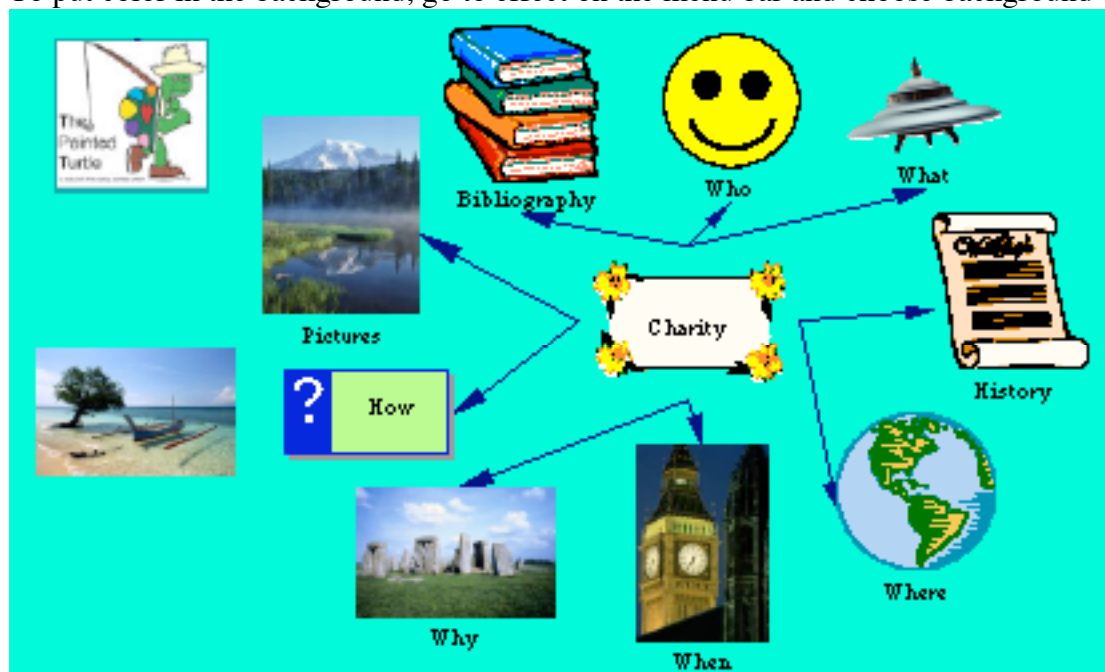 To put color in the background, go to effect on the menu bar and choose background
The
Painted
Turtle
Bibliography
Who
What
Pictures
Charity
History
How
Where
Why
When